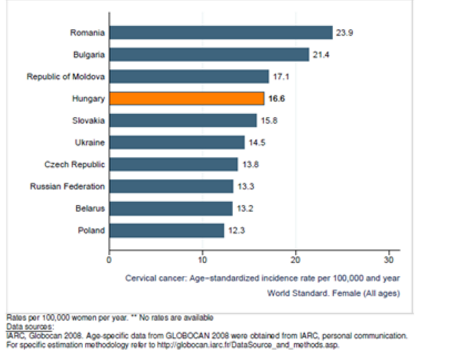 Romania 23.9
Bulgaria 21.4
Republic of Moldova 17.1
Hungary 16.6
Slovakia 15.8
Ukraine 14.5
Czech Republic 13.8
Russian Federation 13.3
Belarus 13.2
Poland 12.3
0 10 20 30
Cervical cancer: Age-standardized incidence rate per 100,000 and year
World Standard. Female (All ages)
Rates per 100,000 women per year. ** No rates are available
Data sources:
IARC, Globocan 2008. Age-specific data from GLOBOCAN 2008 were obtained from IARC, personal communication.
For specific estimation methodology refer to http://globocan.iarc.fr/DataSource_and_methods.asp.